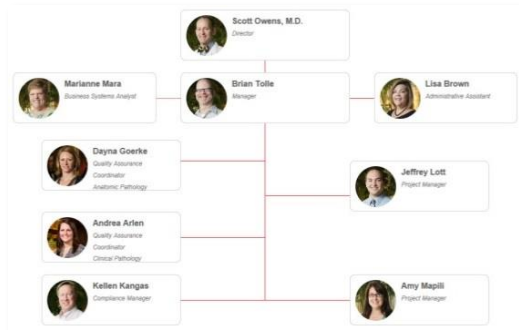 Scott Owens, M.D.
Director
Marianne Mara
Business Systems Analyst
Brian Tolle
Manager
Lisa Brown
Administrative Assistant
Dayna Goerke
Quality Assurance
Coordinator
Anatomic Pathology
Jeffrey Lott
Project Manager
Andrea Arlen
Quality Assurance
Coordinator
Clinical Pathology
Kellen Kangas
Compliance Manager
Amy Mapili
Project Manager